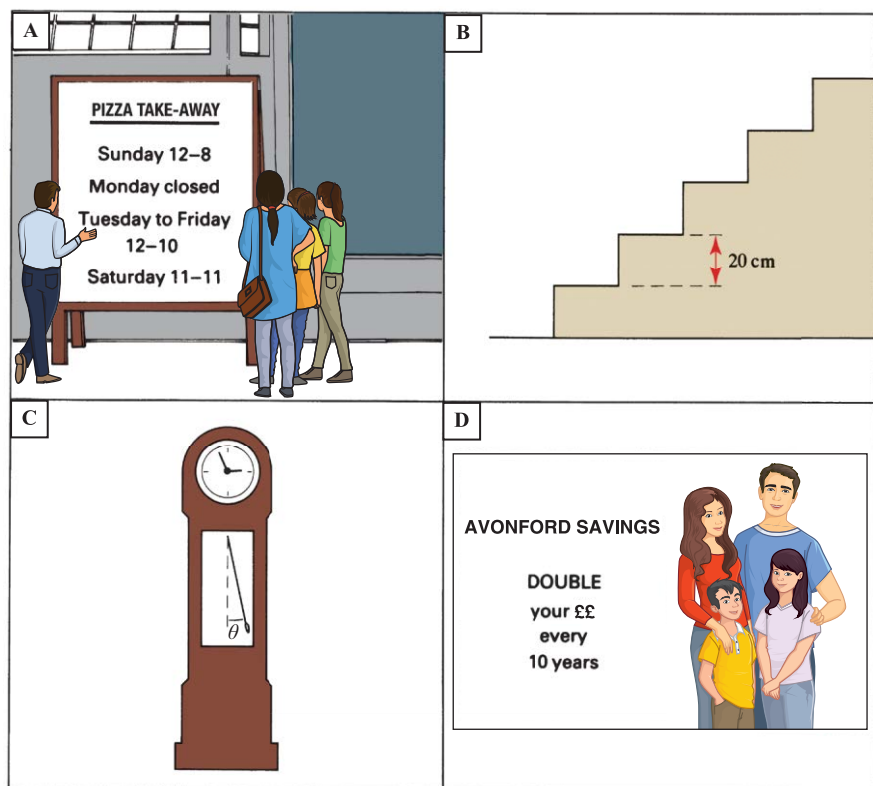 A
PIZZA TAKE-AWAY
Sunday 12–8
Monday closed
Tuesday to Friday
12–10
Saturday 11–11
B
20 cm
C
θ
D
AVONFORD SAVINGS
DOUBLE
your ££
every
10 years